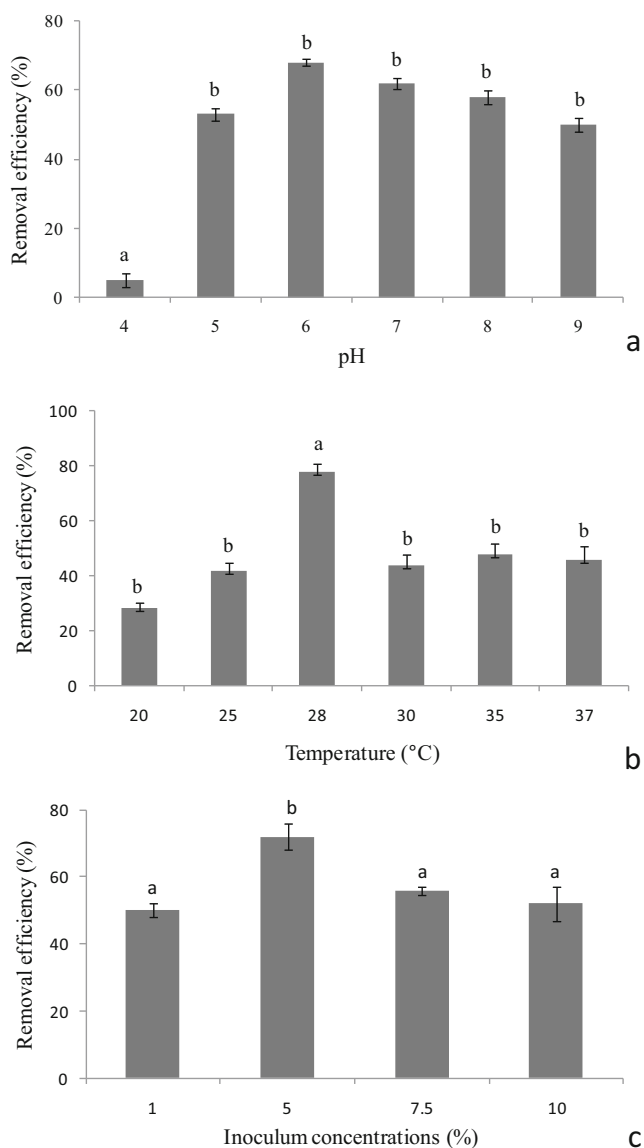 80
60
40
20
0
Removal efficiency (%)
a
b
b
b
b
b
4 5 6 7 8 9
pH
a
100
80
60
40
20
0
Removal efficiency (%)
b
b
a
b
b
b
20 25 28 30 35 37
Temperature (°C)
b
80
60
40
20
0
Removal efficiency (%)
a
b
a
a
1 5 7.5 10
Inoculum concentrations (%)
c